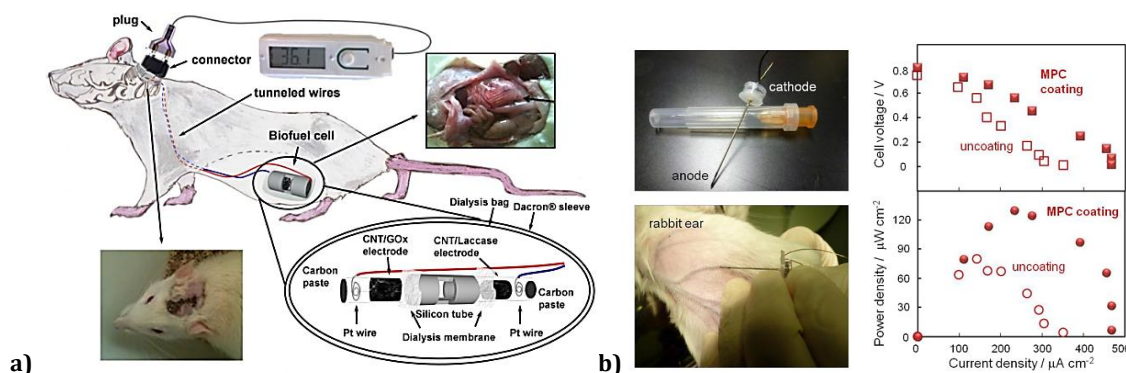 plug
connector
36.1
tunneled wires
Biofuel cell
Dialysis bag
Dacron® sleeve
CNT/GOx
electrode
CNT/Laccase
electrode
Carbon
paste
Carbon
paste
Silicon tube
Pt wire
Dialysis membrane
Pt wire
a)
cathode
anode
rabbit ear
b)
Cell voltage / V
0.8
0.6
0.4
0.2
0
MPC
coating
uncoating
Power density / µW cm-2
120
90
60
30
0
MPC coating
uncoating
0
100
200
300
400
500
Current density / µA cm-2